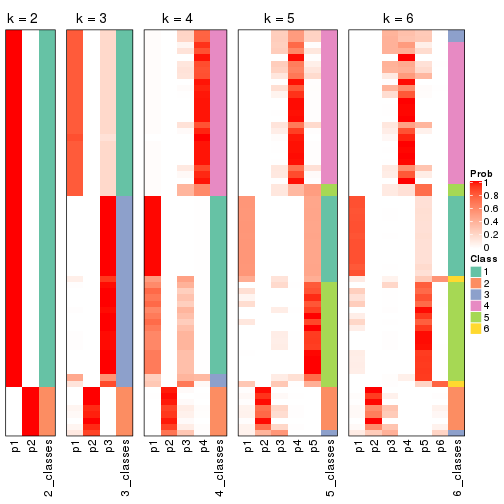 k = 2
k = 3
k = 4
k = 5
k = 6
p1
p2
2_classes
p1
p2
p3
3_classes
p1
p2
p3
p4
4_classes
p1
p2
p3
p4
p5
5_classes
p1
p2
p3
p4
p5
p6
6_classes
Prob
1
0.8
0.6
0.4
0.2
0
Class
1
2
3
4
5
6